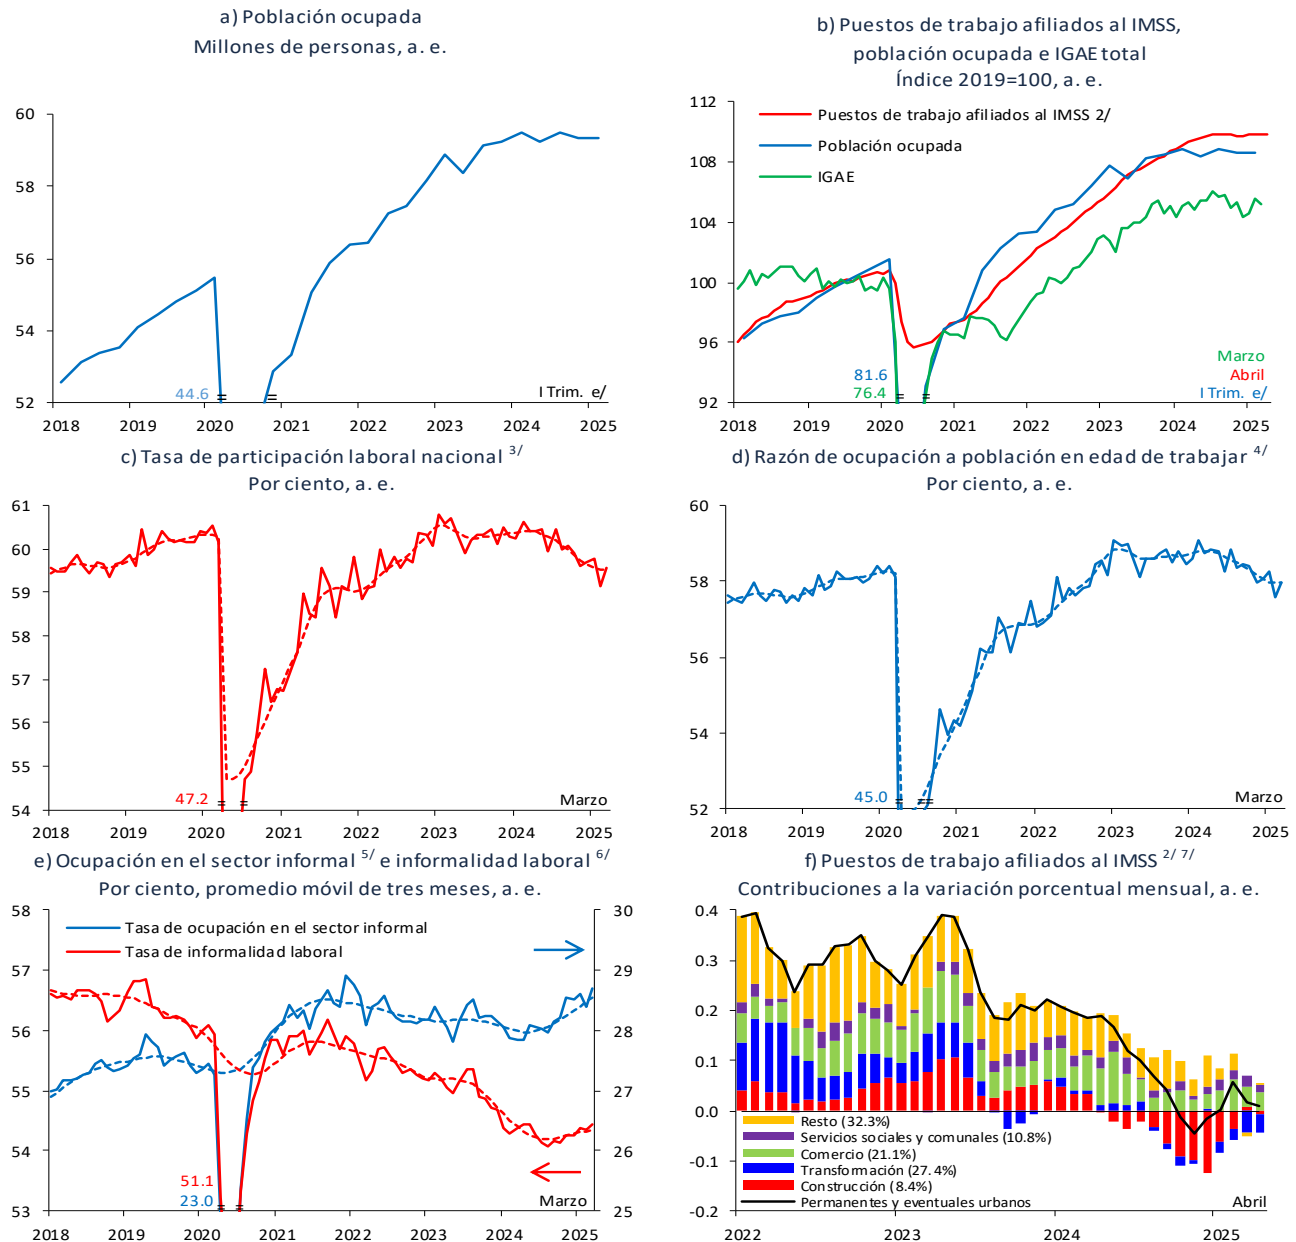 a) Población ocupada
Millones de personas, a. e.
60
58
56
54
52
44.6
I Trim. e/
2018 2019 2020 2021 2022 2023 2024 2025
b) Puestos de trabajo afiliados al IMSS,
población ocupada e IGAE total
Índice 2019=100, a. e.
112
108
104
100
96
92
Puestos de trabajo afiliados al IMSS 2/
Población ocupada
IGAE
Marzo
81.6
Abril
76.4
I Trim. e/
2018 2019 2020 2021 2022 2023 2024 2025
c) Tasa de participación laboral nacional 3/
Por ciento, a. e.
61
60
59
58
57
56
55
54
47.2
Marzo
2018 2019 2020 2021 2022 2023 2024 2025
d) Razón de ocupación a población en edad de trabajar 4/
Por ciento, a. e.
60
58
56
54
52
45.0
Marzo
2018 2019 2020 2021 2022 2023 2024 2025
e) Ocupación en el sector informal 5/ e informalidad laboral 6/
Por ciento, promedio móvil de tres meses, a. e.
58
57
56
55
54
53
30
29
28
27
26
25
Tasa de ocupación en el sector informal
Tasa de informalidad laboral
51.1
23.0
Marzo
2018 2019 2020 2021 2022 2023 2024 2025
f) Puestos de trabajo afiliados al IMSS 2/ 7/
Contribuciones a la variación porcentual mensual, a. e.
0.4
0.3
0.2
0.1
0.0
-0.1
-0.2
Resto (32.3%)
Servicios sociales y comunales (10.8%)
Comercio (21.1%)
Transformación (27.4%)
Construcción (8.4%)
Permanentes y eventuales urbanos
Abril
2022 2023 2024 2025